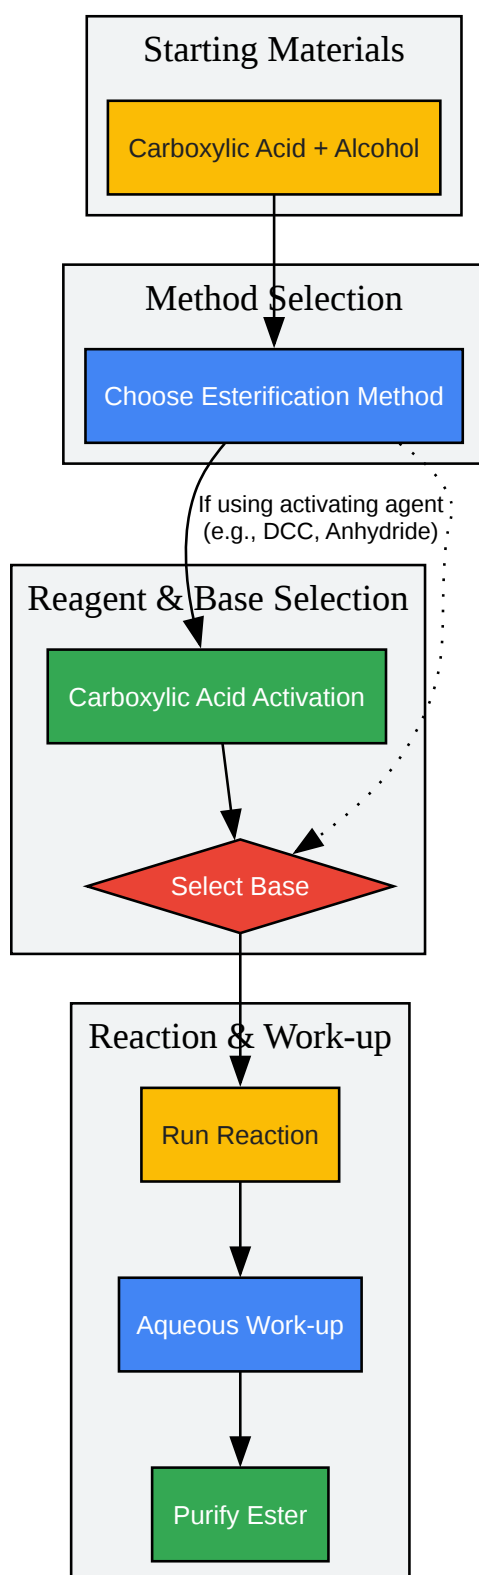 Starting Materials
Carboxylic Acid + Alcohol
Method Selection
Choose Esterification Method
If using activating agent
(e.g., DCC, Anhydride)
Reagent & Base Selection
Carboxylic Acid Activation
Select Base
Reaction & Work-up
Run Reaction
Aqueous Work-up
Purify Ester